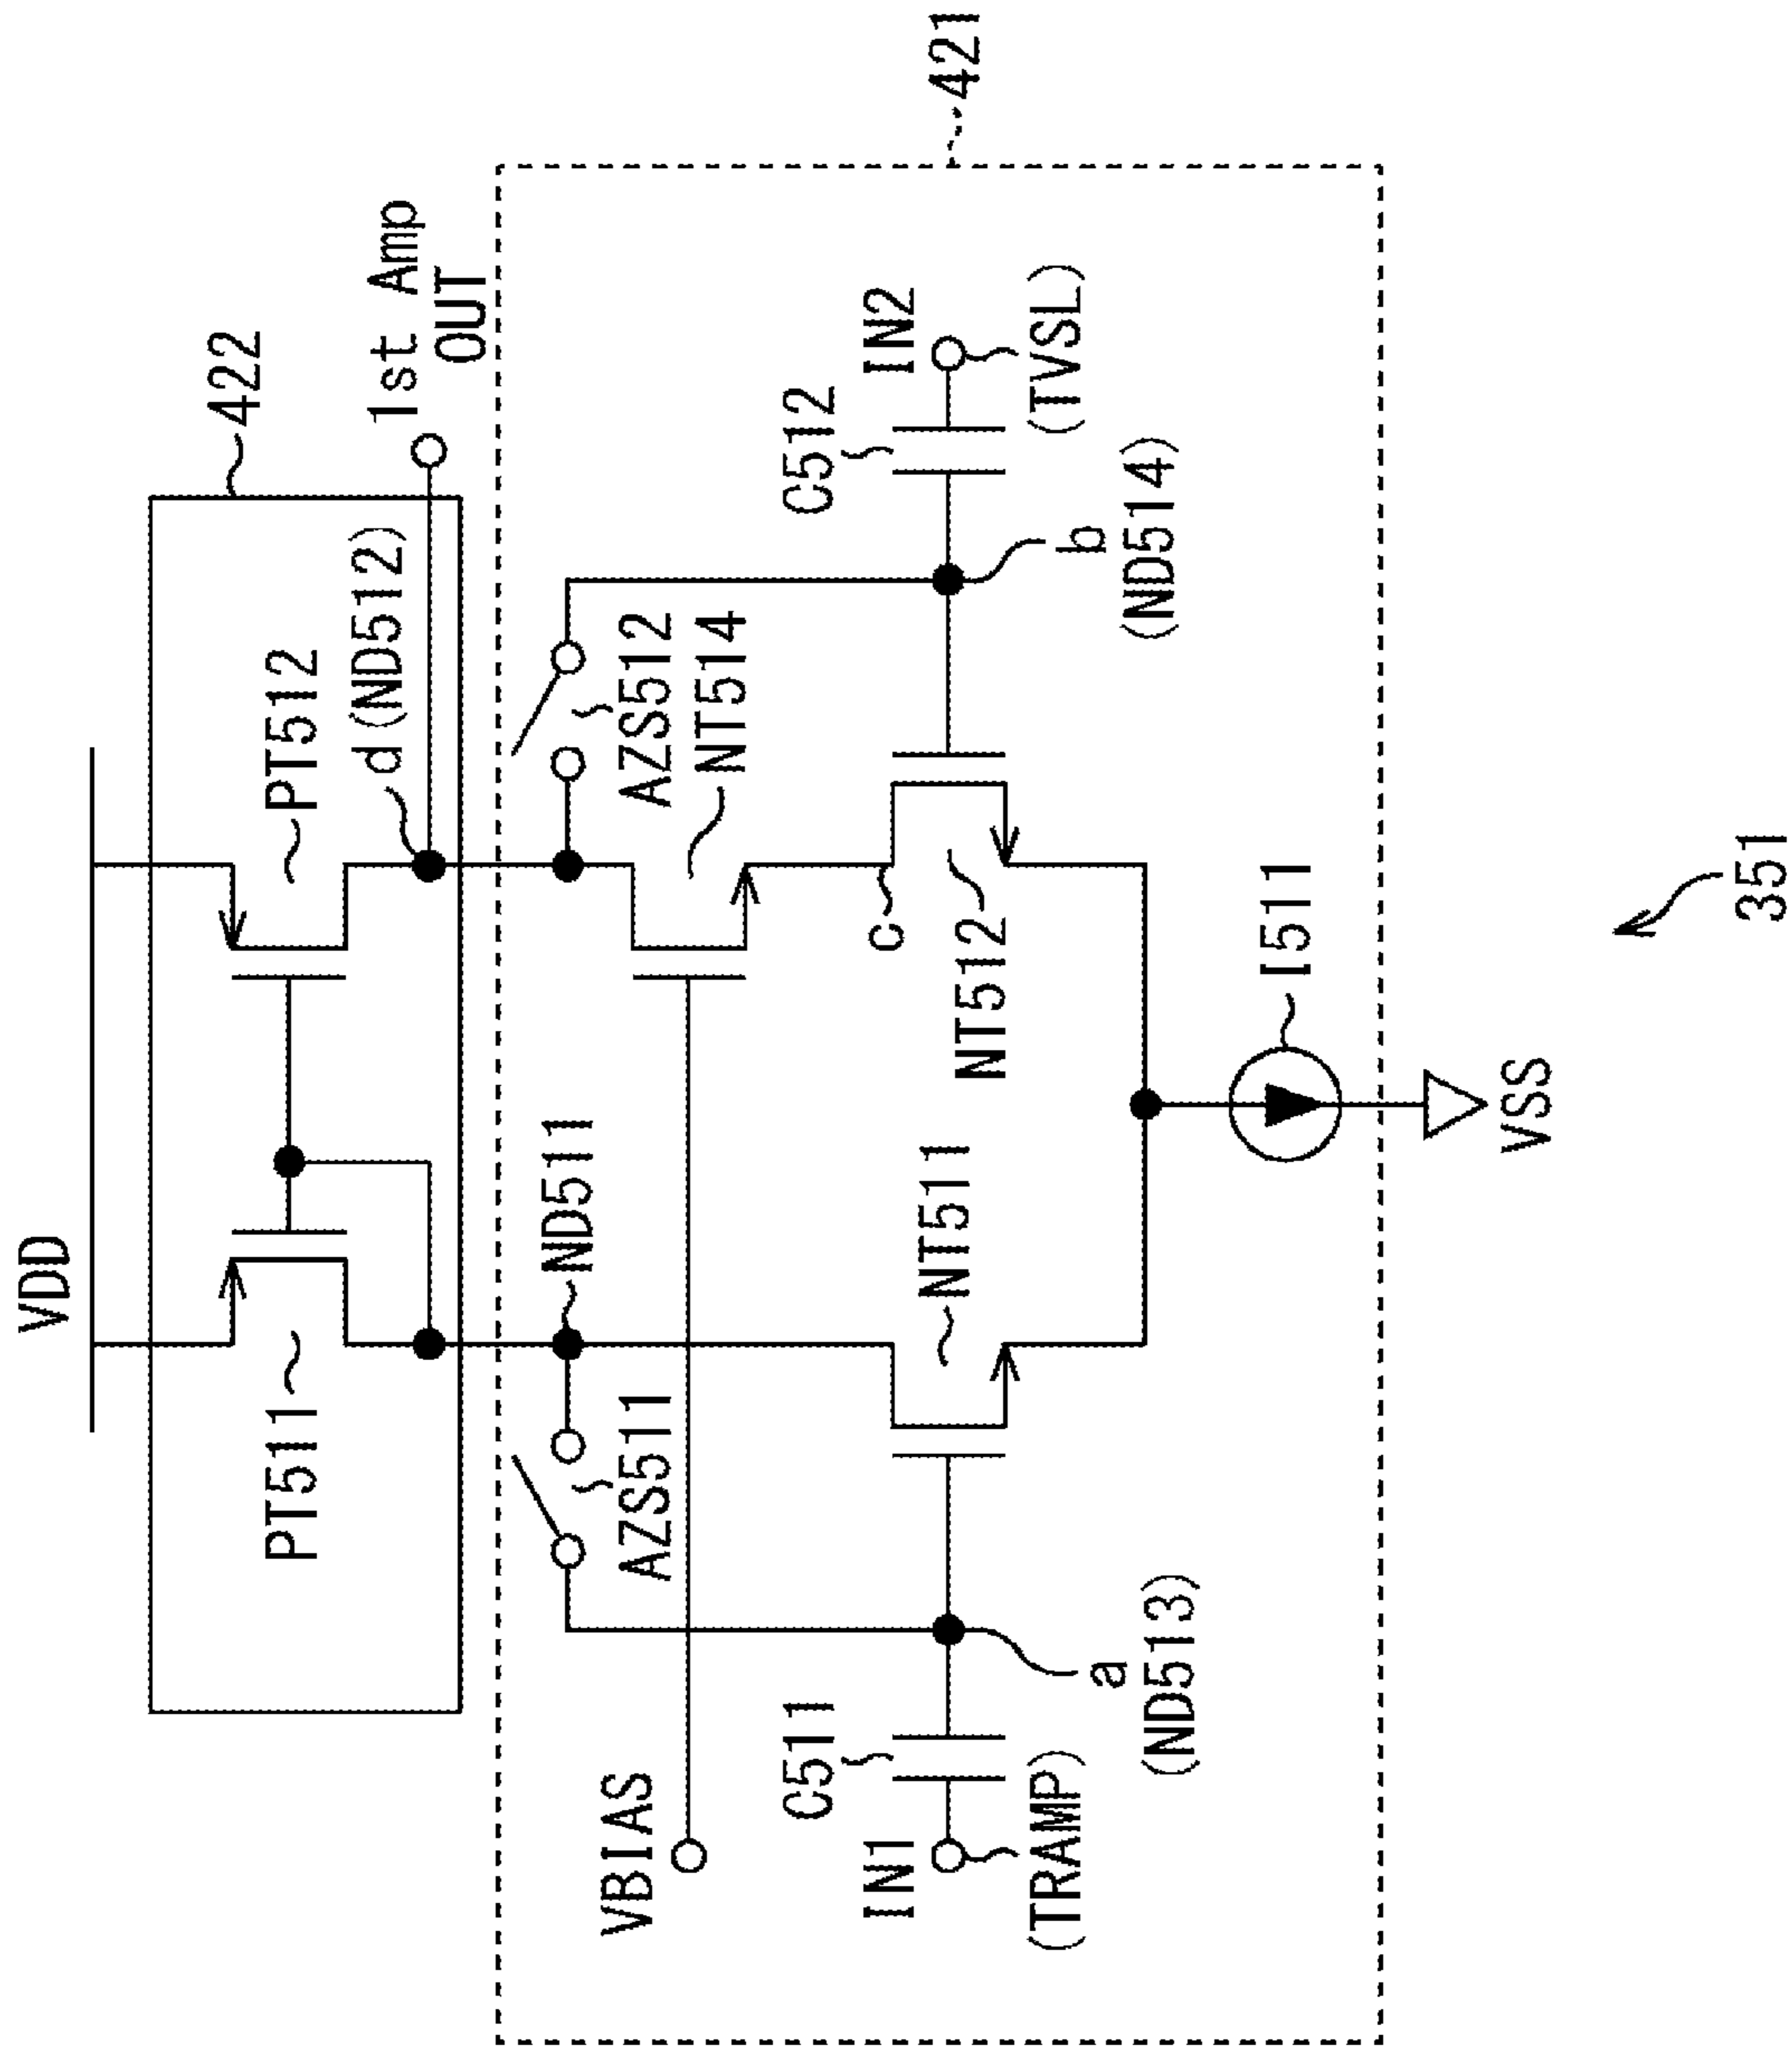 VDD
422
PT511
PT512
d(ND512)
1st Amp
OUT
ND511
AZS511
AZS512
NT514
VBIAS
421
C511
C512
IN1
IN2
(TRAMP)
(TVSL)
NT511
NT512
c
a
(ND513)
b
(ND514)
I511
VSS
351